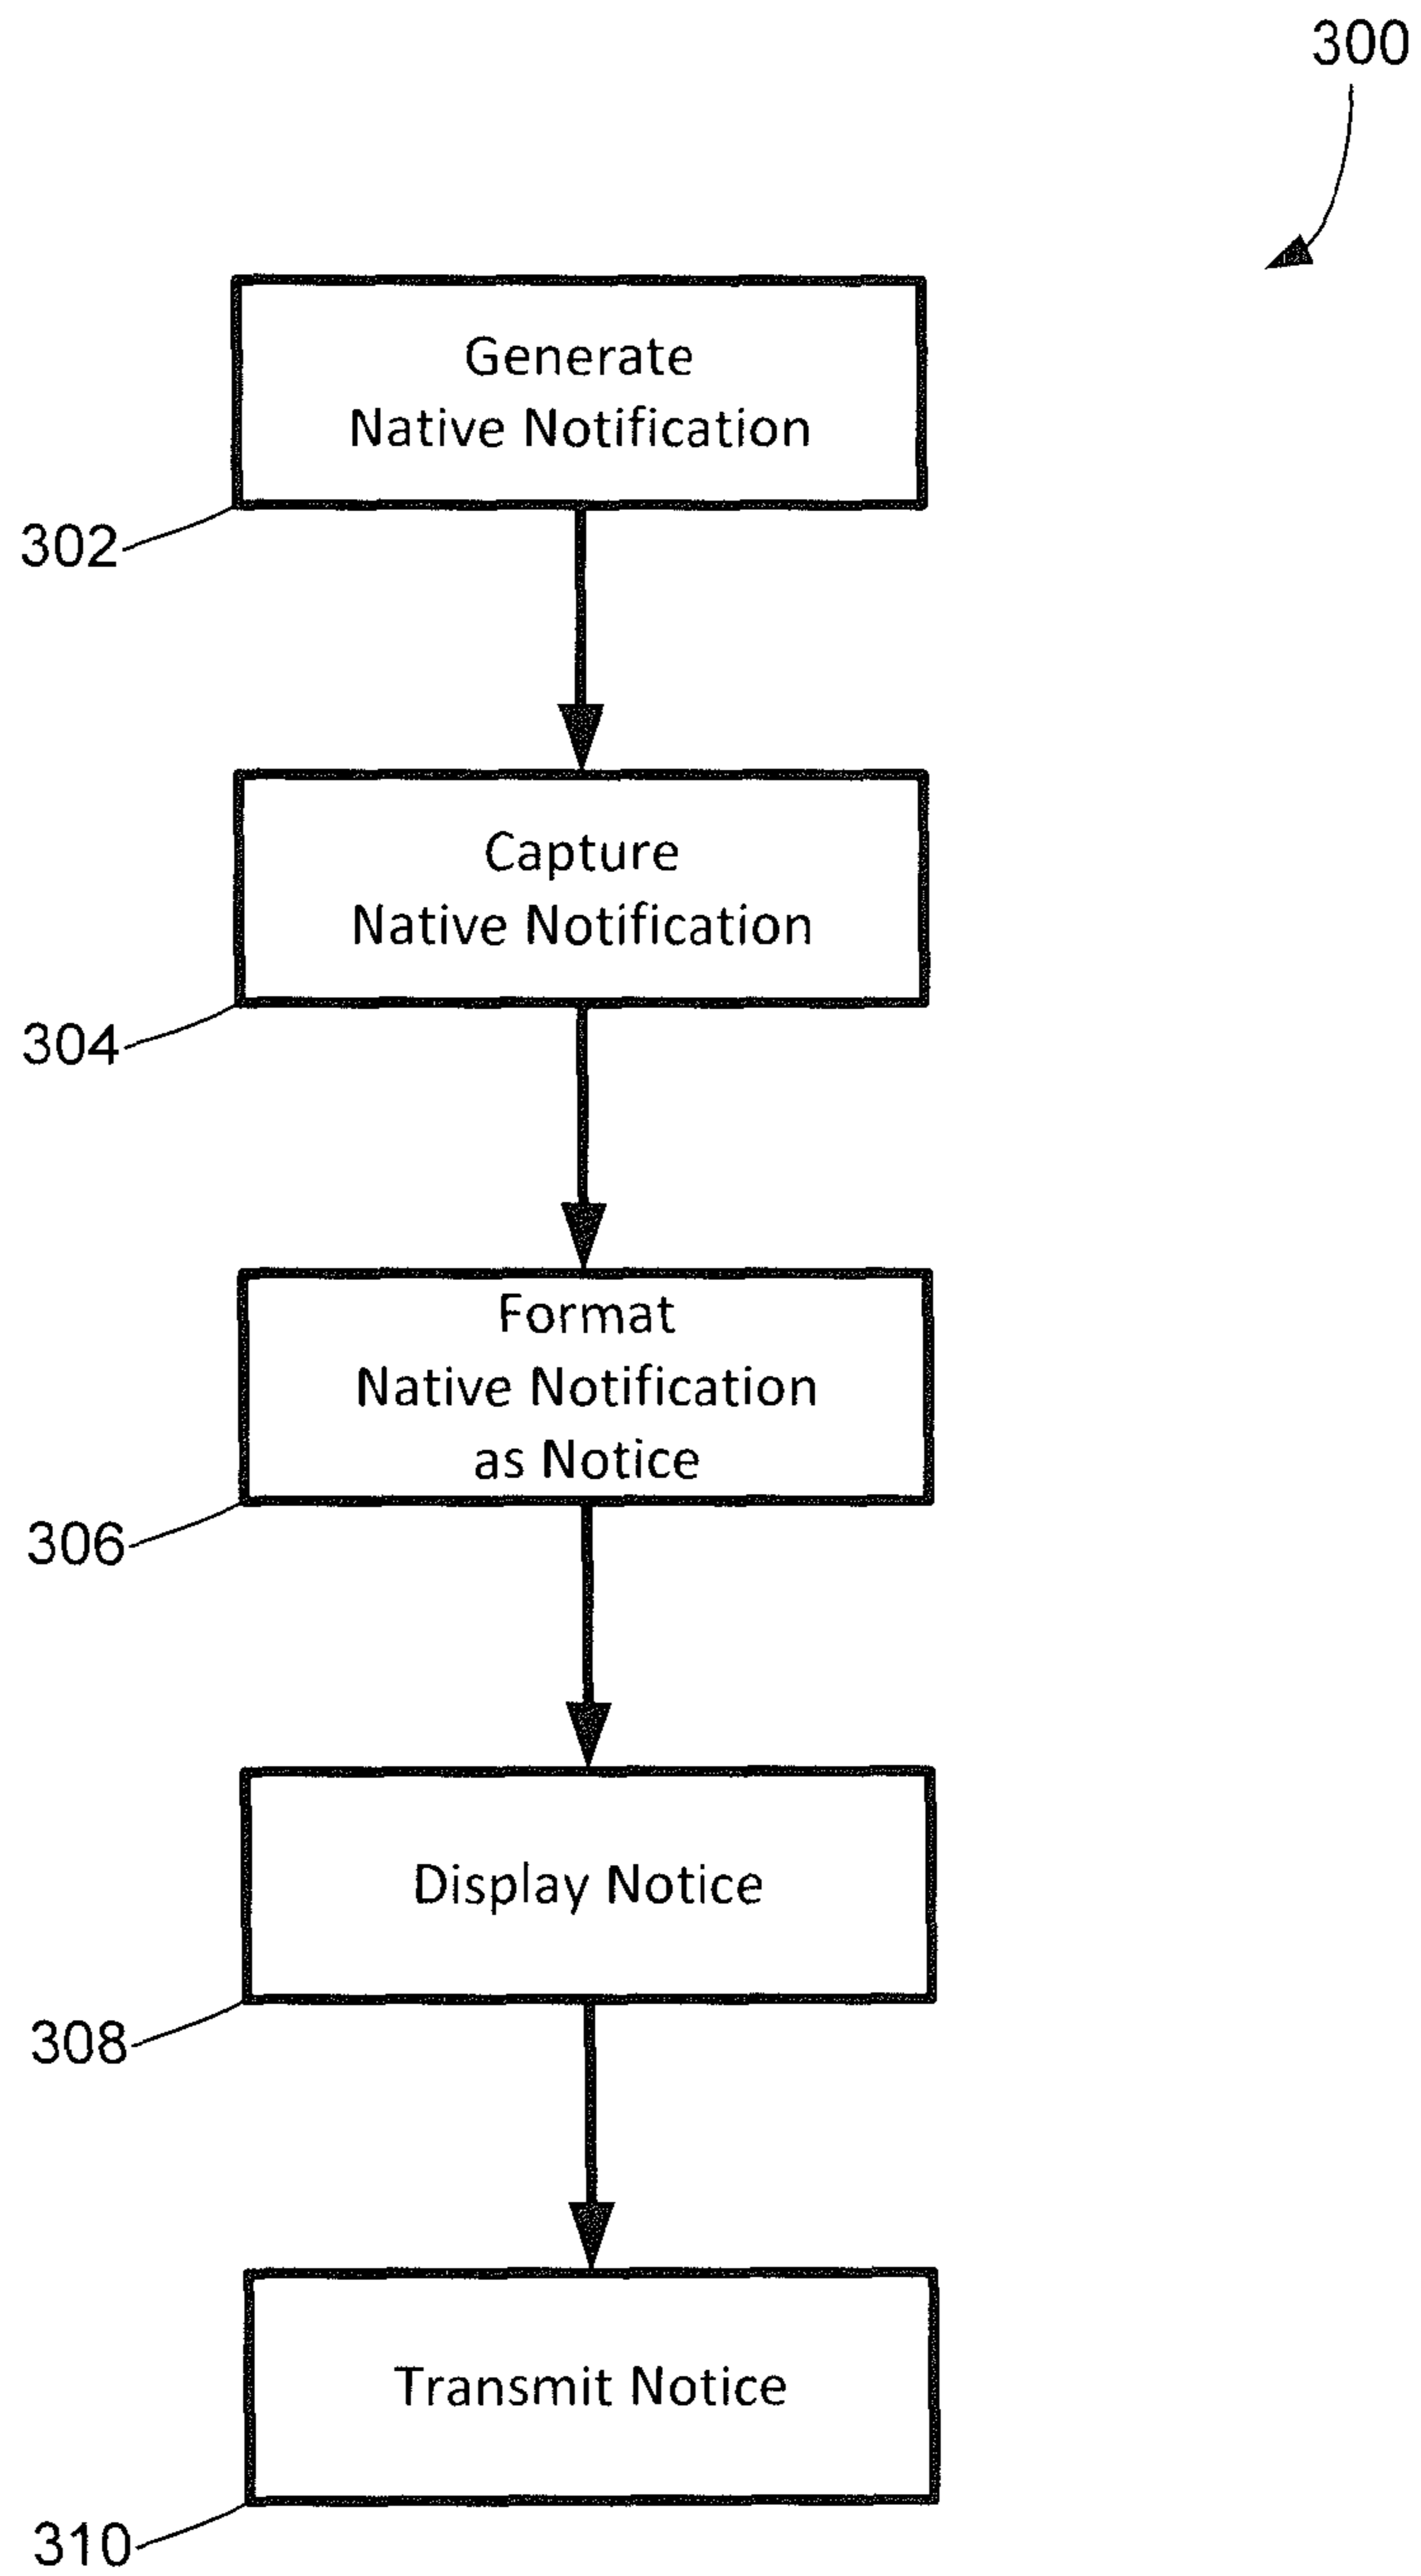 300
Generate
Native Notification
302
Capture
Native Notification
304
Format
Native Notification
as Notice
306
Display Notice
308
Transmit Notice
310